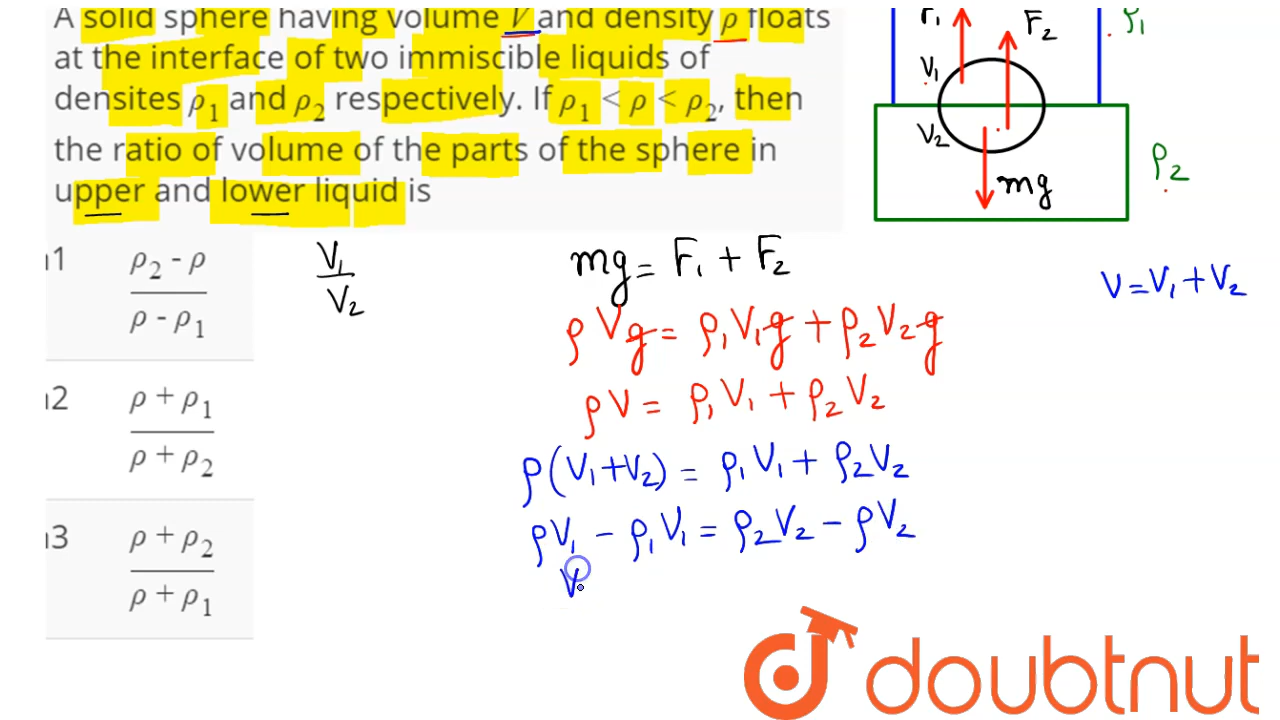 A solid sphere having volume V and density ρ floats
at the interface of two immiscible liquids of
densites ρ₁ and ρ₂ respectively. If ρ₁ < ρ < ρ₂, then
the ratio of volume of the parts of the sphere in
upper and lower liquid is
F₁
F₂
ρ₁
V₁
V₂
ρ₂
mg
1
(ρ₂ - ρ)/(ρ - ρ₁)
2
(ρ + ρ₁)/(ρ + ρ₂)
3
(ρ + ρ₂)/(ρ + ρ₁)
V₁/V₂
mg = F₁ + F₂
V = V₁ + V₂
ρVg = ρ₁V₁g + ρ₂V₂g
ρV = ρ₁V₁ + ρ₂V₂
ρ(V₁+V₂) = ρ₁V₁ + ρ₂V₂
ρV₁ - ρ₁V₁ = ρ₂V₂ - ρV₂
V
doubtnut